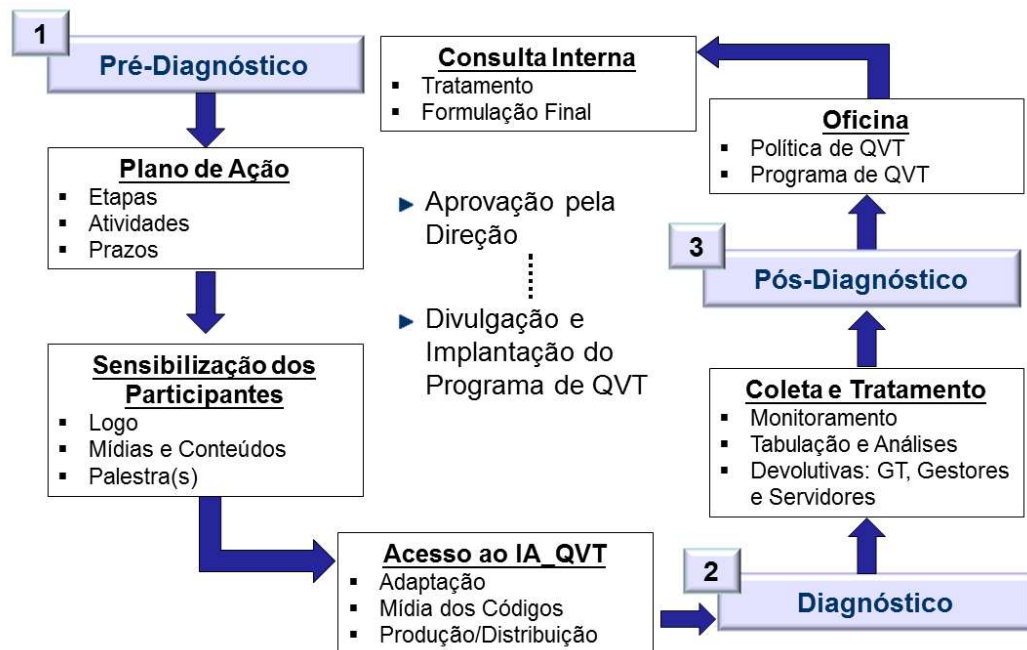 1
Pré-Diagnóstico
Plano de Ação
▪ Etapas
▪ Atividades
▪ Prazos
Sensibilização dos
Participantes
▪ Logo
▪ Mídias e Conteúdos
▪ Palestra(s)
Acesso ao IA_QVT
▪ Adaptação
▪ Mídia dos Códigos
▪ Produção/Distribuição
2
Diagnóstico
Coleta e Tratamento
▪ Monitoramento
▪ Tabulação e Análises
▪ Devolutivas: GT, Gestores
e Servidores
3
Pós-Diagnóstico
Oficina
▪ Política de QVT
▪ Programa de QVT
Consulta Interna
▪ Tratamento
▪ Formulação Final
► Aprovação pela
Direção
► Divulgação e
Implantação do
Programa de QVT